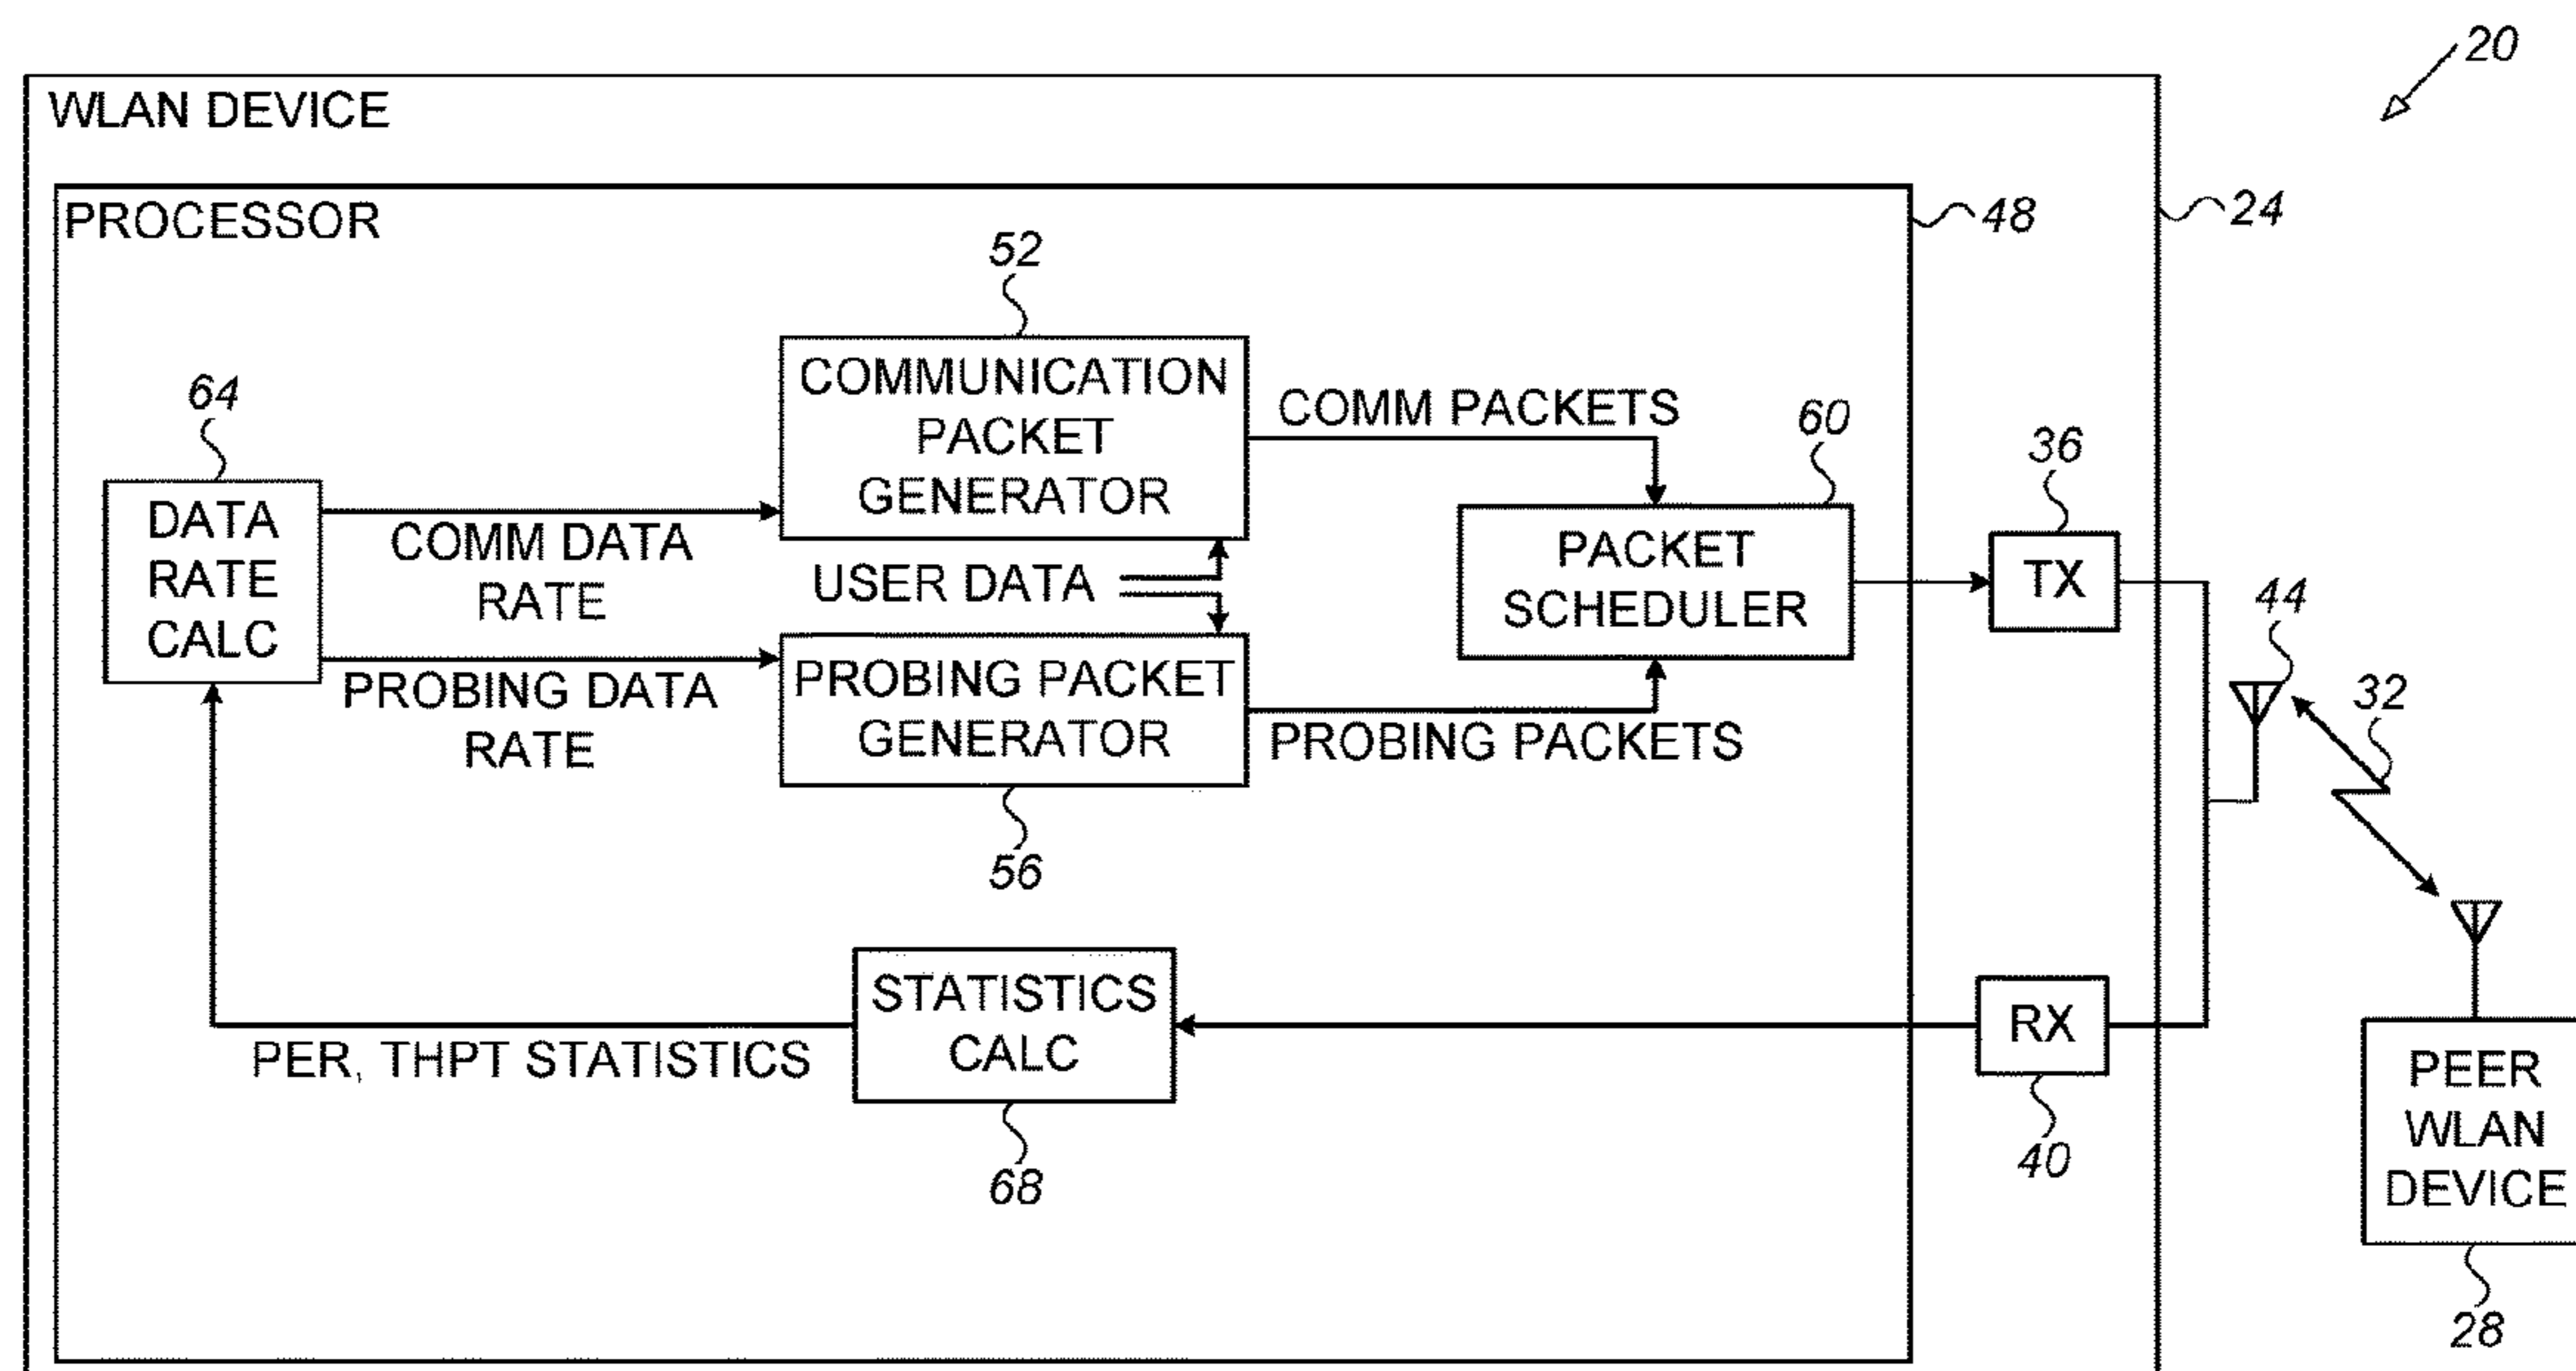 20
WLAN DEVICE
PROCESSOR
48
24
52
COMMUNICATION
PACKET
GENERATOR
COMM PACKETS
60
36
64
DATA
RATE
CALC
COMM DATA
RATE
USER DATA
PACKET
SCHEDULER
TX
44
PROBING DATA
RATE
PROBING PACKET
GENERATOR
PROBING PACKETS
32
56
STATISTICS
CALC
PER, THPT STATISTICS
68
RX
40
PEER
WLAN
DEVICE
28